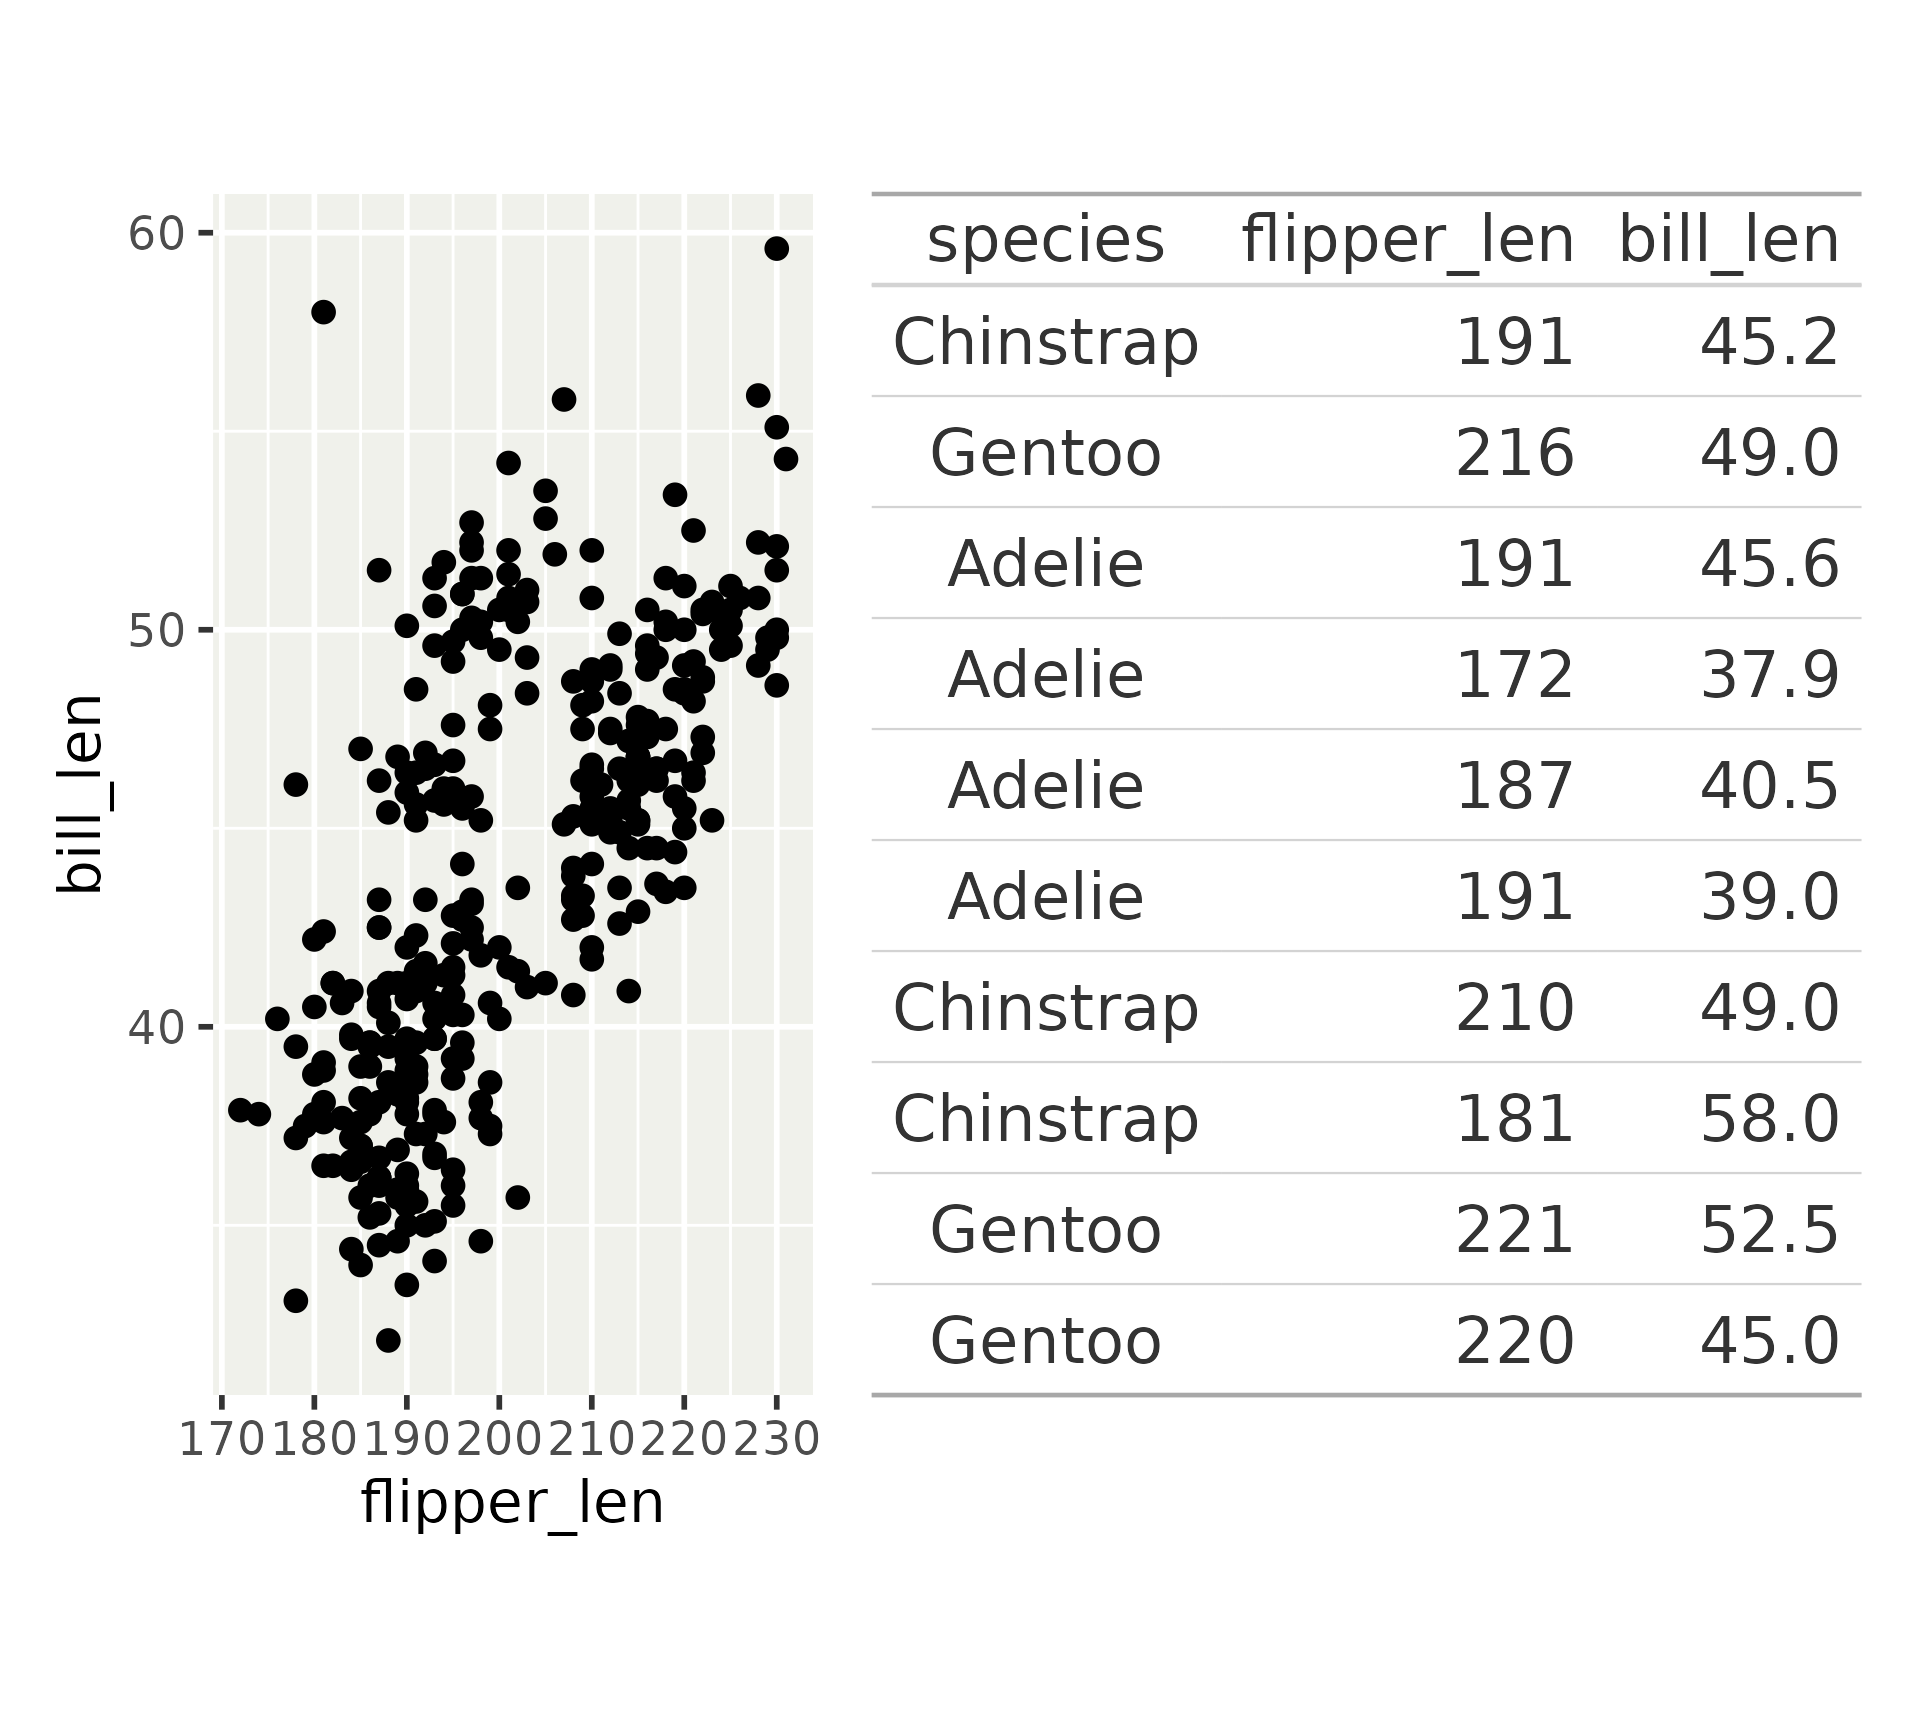 60
50
40
bill_len
170 180 190 200 210 220 230
flipper_len
species flipper_len bill_len
Chinstrap 191 45.2
Gentoo 216 49.0
Adelie 191 45.6
Adelie 172 37.9
Adelie 187 40.5
Adelie 191 39.0
Chinstrap 210 49.0
Chinstrap 181 58.0
Gentoo 221 52.5
Gentoo 220 45.0